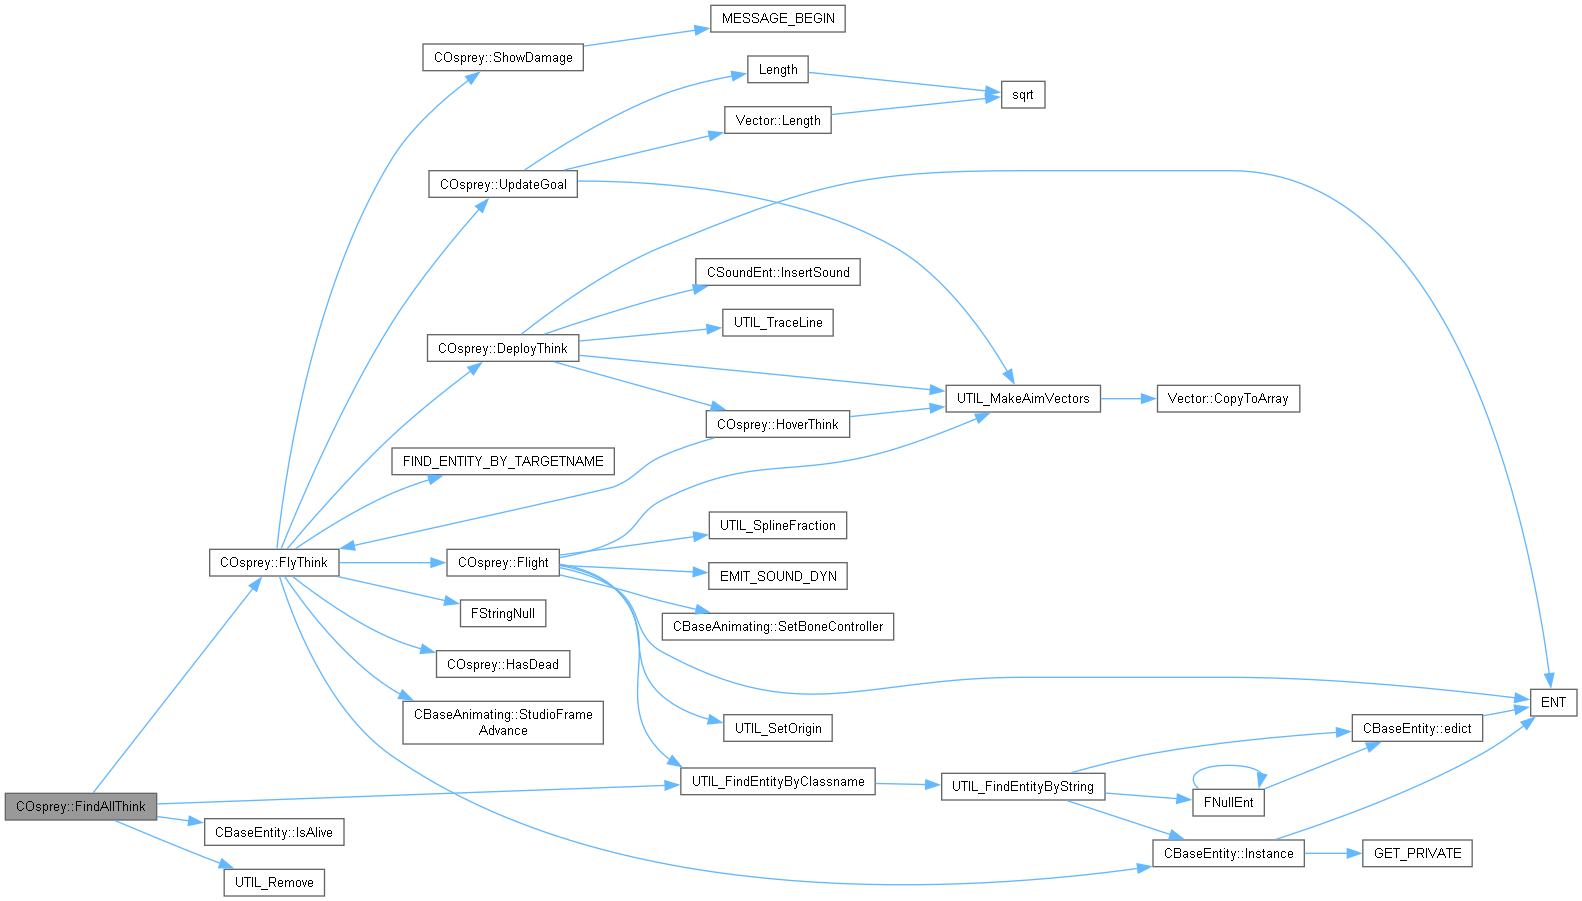 MESSAGE_BEGIN
COsprey::ShowDamage
Length
sqrt
Vector::Length
COsprey::UpdateGoal
CSoundEnt::InsertSound
UTIL_TraceLine
COsprey::DeployThink
UTIL_MakeAimVectors
Vector::CopyToArray
COsprey::HoverThink
FIND_ENTITY_BY_TARGETNAME
UTIL_SplineFraction
COsprey::FlyThink
COsprey::Flight
EMIT_SOUND_DYN
FStringNull
CBaseAnimating::SetBoneController
COsprey::HasDead
ENT
CBaseAnimating::StudioFrame
Advance
UTIL_SetOrigin
CBaseEntity::edict
UTIL_FindEntityByClassname
UTIL_FindEntityByString
FNullEnt
COsprey::FindAllThink
CBaseEntity::IsAlive
CBaseEntity::Instance
GET_PRIVATE
UTIL_Remove